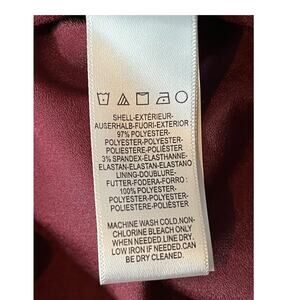 SHELL-EXTÉRIEUR-
AUßERHALB-FUORI-EXTERIOR
97% POLYESTER-
POLYESTER-POLYESTER-
POLIESTERE-POLIÉSTER
3% SPANDEX-ÉLASTHANNE-
ELASTAN-ELASTAN-ELASTANO
LINING-DOUBLURE-
FUTTER-FODERA-FORRO :
100% POLYESTER-
POLYESTER-POLYESTER-
POLIESTERE-POLIÉSTER
MACHINE WASH COLD.NON-
CHLORINE BLEACH ONLY
WHEN NEEDED.LINE DRY.
LOW IRON IF NEEDED.CAN
BE DRY CLEANED.